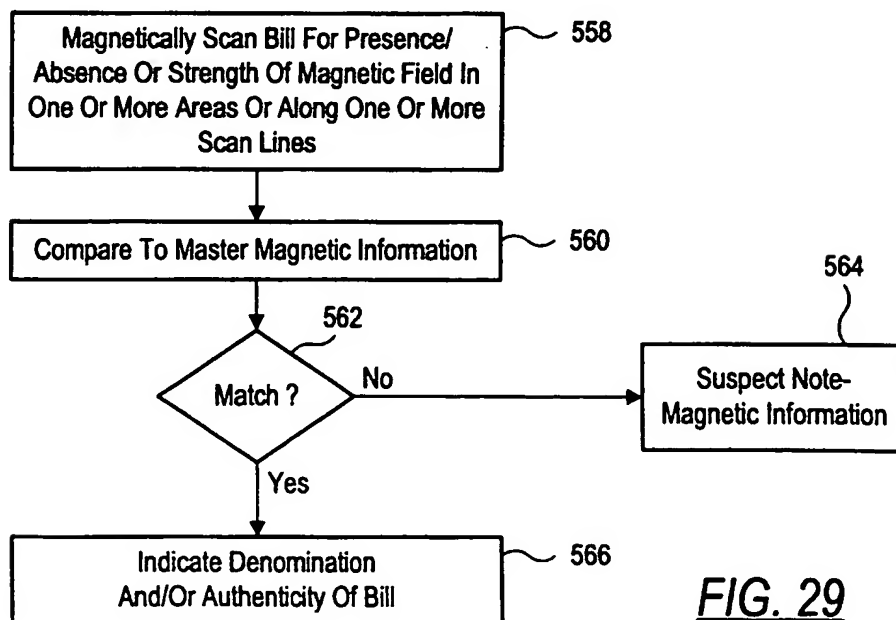 Magnetically Scan Bill For Presence/
Absence Or Strength Of Magnetic Field In
One Or More Areas Or Along One Or More
Scan Lines
558
Compare To Master Magnetic Information
560
562
Match ?
No
564
Suspect Note-
Magnetic Information
Yes
Indicate Denomination
And/Or Authenticity Of Bill
566
FIG. 29